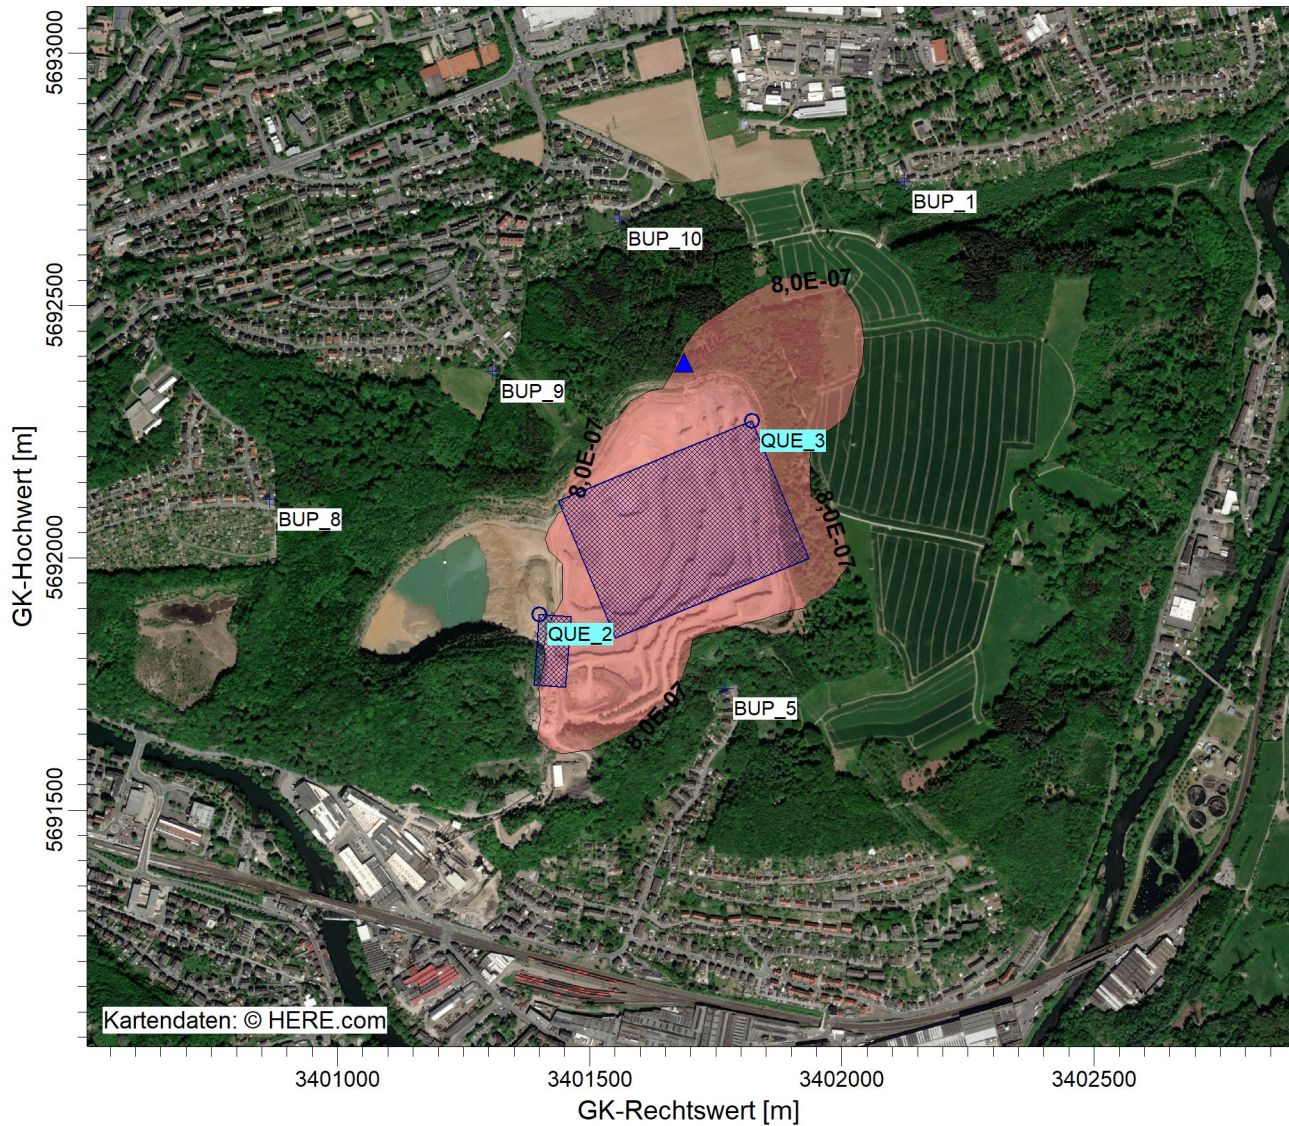 5693000
BUP_1
BUP_10
8,0E-07
5692500
BUP_9
QUE_3
8,0E-07
BUP_8
8,0E-07
5692000
QUE_2
BUP_5
8,0E-07
5691500
GK-Hochwert [m]
Kartendaten: © HERE.com
3401000
3401500
3402000
3402500
GK-Rechtswert [m]